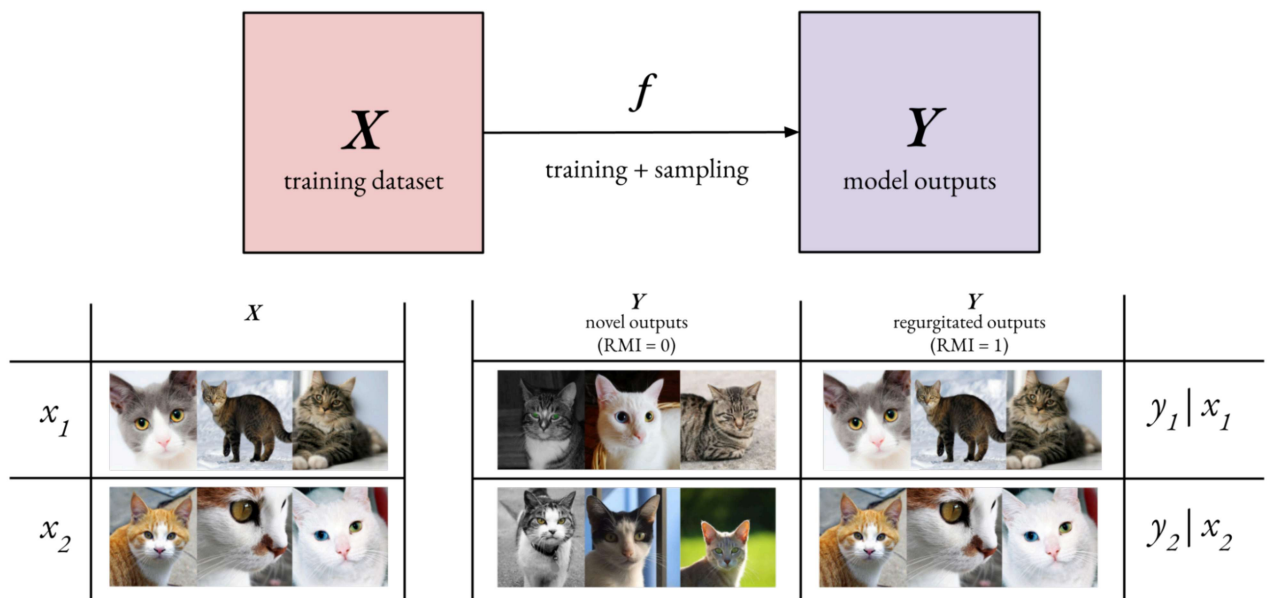 f
X
Y
training dataset
training + sampling
model outputs
X
Y
novel outputs
(RMI = 0)
Y
regurgitated outputs
(RMI = 1)
x₁
y₁ | x₁
x₂
y₂ | x₂